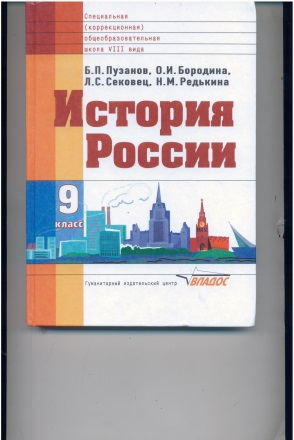 Специальная
(коррекционная)
общеобразовательная
школа VIII вида
Б.П. Пузанов, О.И. Бородина,
Л.С. Сековец, Н.М. Редькина
История
России
9
класс
Гуманитарный издательский центр
ВЛАДОС